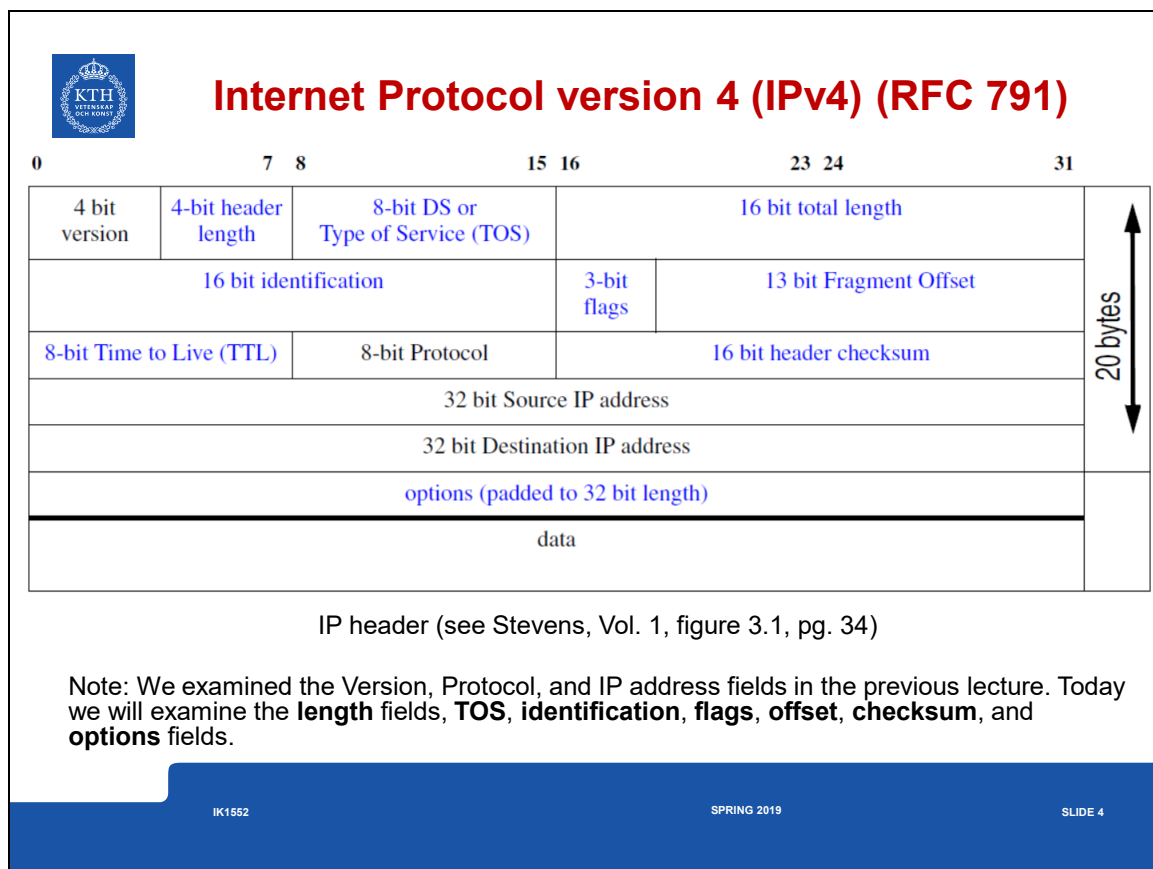 KTH
VETENSKAP
OCH KONST
Internet Protocol version 4 (IPv4) (RFC 791)
0 7 8 15 16 23 24 31
4 bit
version
4-bit header
length
8-bit DS or
Type of Service (TOS)
16 bit total length
16 bit identification
3-bit
flags
13 bit Fragment Offset
8-bit Time to Live (TTL)
8-bit Protocol
16 bit header checksum
20 bytes
32 bit Source IP address
32 bit Destination IP address
options (padded to 32 bit length)
data
IP header (see Stevens, Vol. 1, figure 3.1, pg. 34)
Note: We examined the Version, Protocol, and IP address fields in the previous lecture. Today
we will examine the length fields, TOS, identification, flags, offset, checksum, and
options fields.
IK1552
SPRING 2019
SLIDE 4